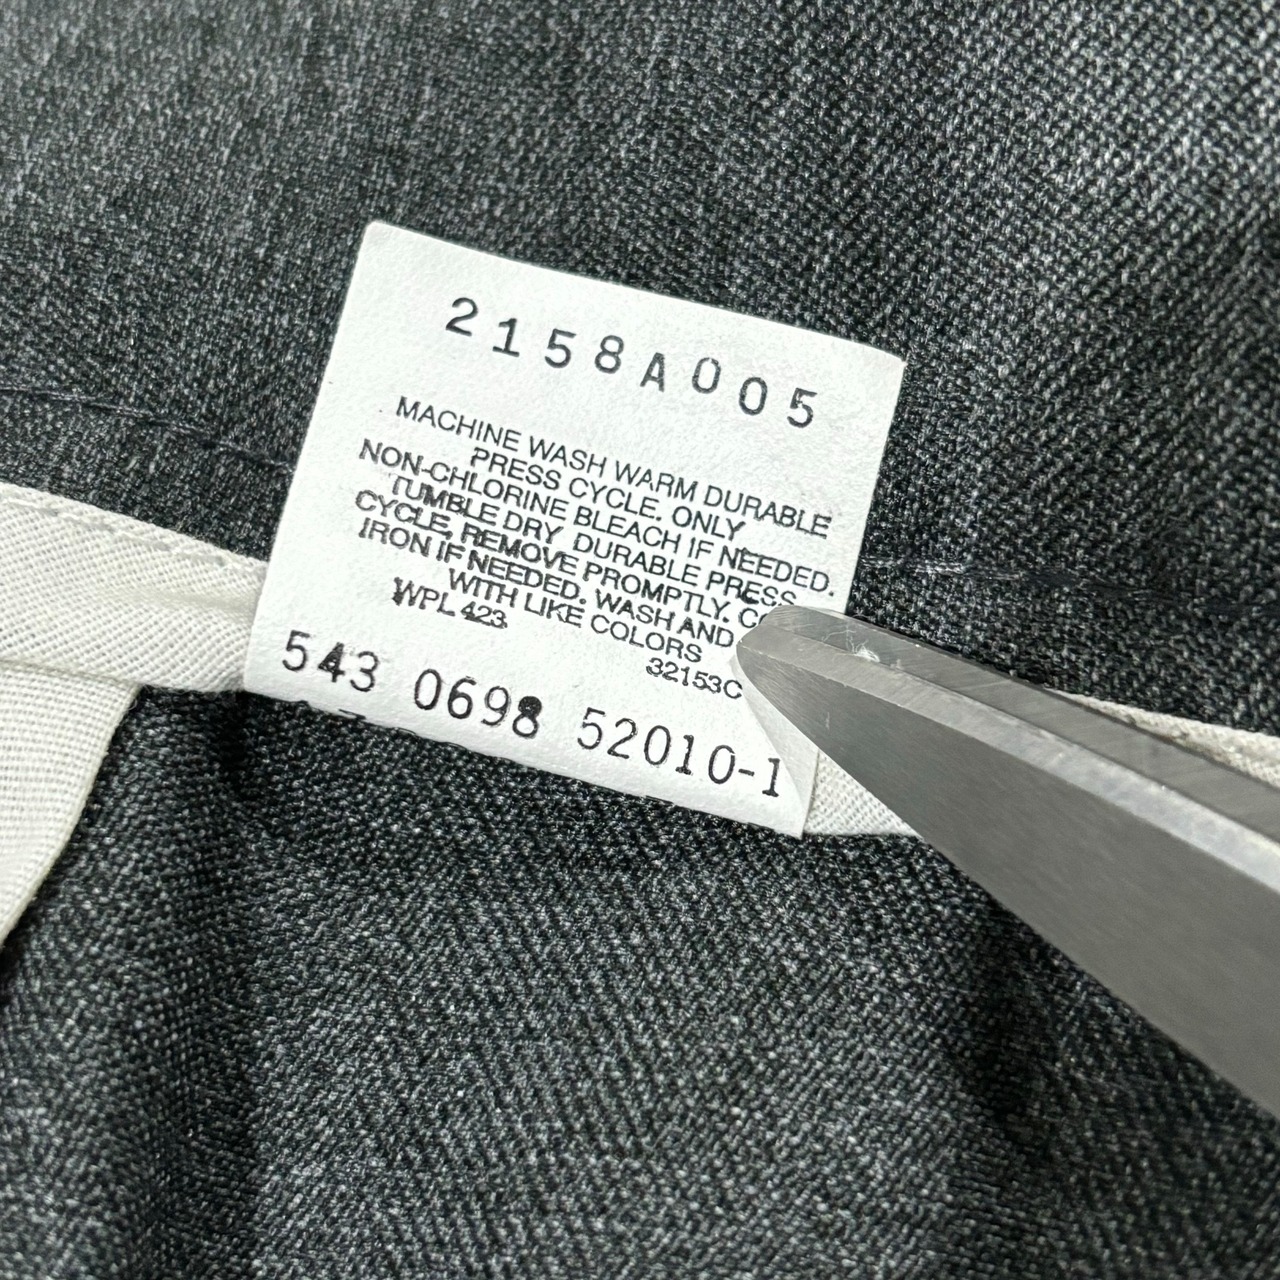 2158A005
MACHINE WASH WARM DURABLE
PRESS CYCLE. ONLY
NON-CHLORINE BLEACH IF NEEDED.
TUMBLE DRY DURABLE PRESS
CYCLE, REMOVE PROMPTLY.
IRON IF NEEDED. WASH AND
WITH LIKE COLORS
WPL 423 32153C
543 0698 52010-1